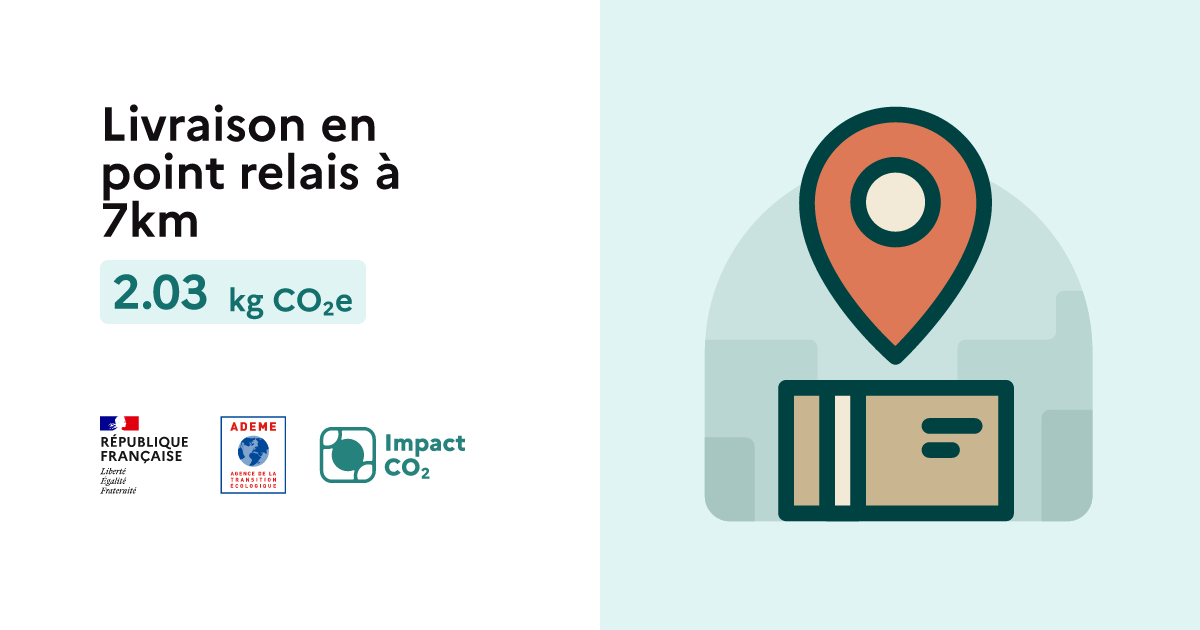 Livraison en
point relais à
7km
2.03 kg CO₂e
RÉPUBLIQUE
FRANÇAISE
Liberté
Égalité
Fraternité
ADEME
AGENCE DE LA
TRANSITION
ÉCOLOGIQUE
Impact
CO₂